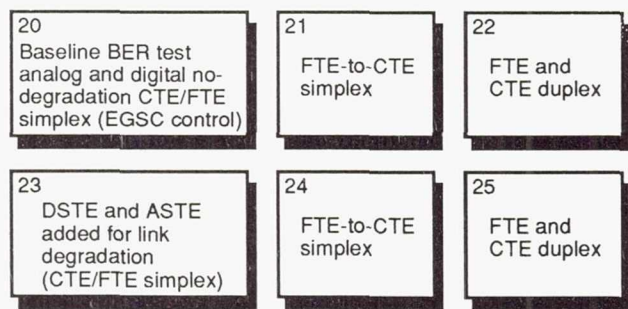 20
Baseline BER test
analog and digital no-
degradation CTE/FTE
simplex (EGSC control)
21
FTE-to-CTE
simplex
22
FTE and
CTE duplex
23
DSTE and ASTE
added for link
degradation
(CTE/FTE simplex)
24
FTE-to-CTE
simplex
25
FTE and
CTE duplex